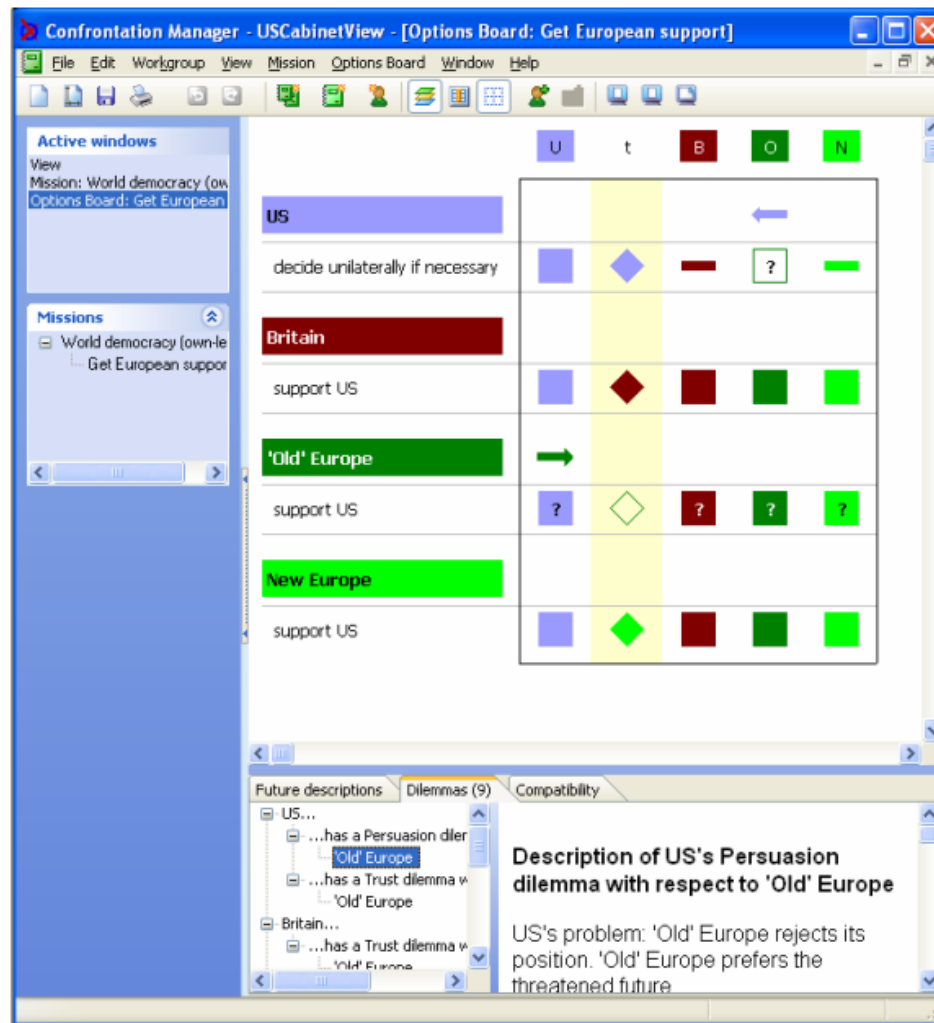 Confrontation Manager - USCabinetView - [Options Board: Get European support]
File Edit Workgroup View Mission Options Board Window Help
Active windows
View
Mission: World democracy (ow
Options Board: Get European
Missions
World democracy (own-le
Get European suppor
U t B O N
US
decide unilaterally if necessary ?
Britain
support US
'Old' Europe
support US ? ? ? ?
New Europe
support US
Future descriptions Dilemmas (9) Compatibility
US...
...has a Persuasion diler
'Old' Europe
...has a Trust dilemma w
'Old' Europe
Britain...
...has a Trust dilemma w
'Old' Europe
Description of US's Persuasion
dilemma with respect to 'Old' Europe
US's problem: 'Old' Europe rejects its
position. 'Old' Europe prefers the
threatened future